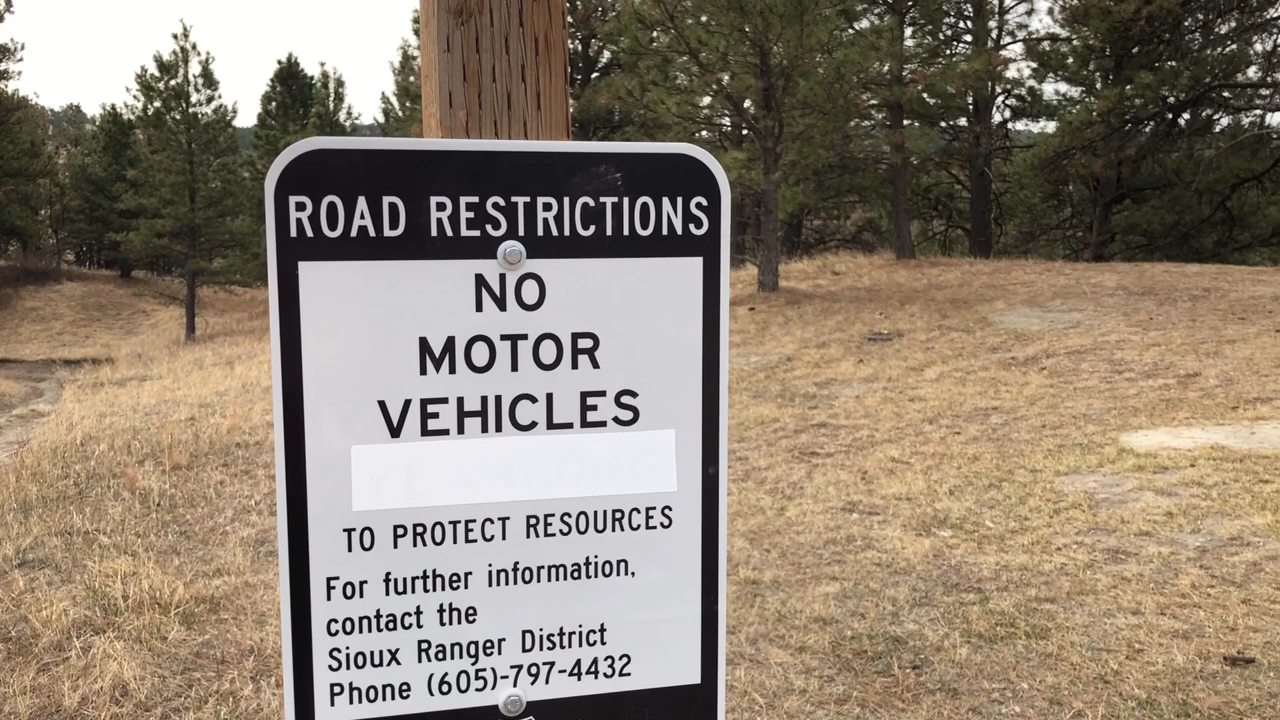 ROAD RESTRICTIONS
NO
MOTOR
VEHICLES
TO PROTECT RESOURCES
For further information,
contact the
Sioux Ranger District
Phone (605)-797-4432